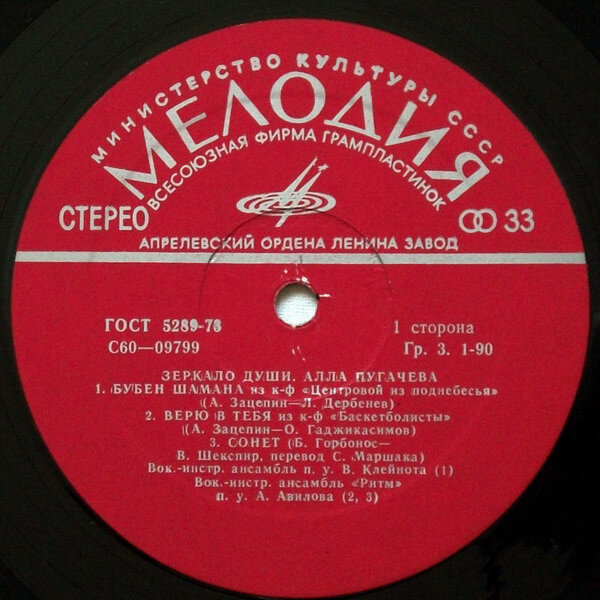 МИНИСТЕРСТВО КУЛЬТУРЫ СССР
МЕЛОДИЯ
ВСЕСОЮЗНАЯ ФИРМА ГРАМПЛАСТИНОК
СТЕРЕО 33
АПРЕЛЕВСКИЙ ОРДЕНА ЛЕНИНА ЗАВОД
ГОСТ 5289-73 1 сторона
С60—09799 Гр. 3. 1-90
ЗЕРКАЛО ДУШИ. АЛЛА ПУГАЧЕВА
1. БУБЕН ШАМАНА из к-ф «Центровой из поднебесья»
(А. Зацепин—Л. Дербенев)
2. ВЕРЮ В ТЕБЯ из к-ф «Баскетболисты»
(А. Зацепин—О. Гаджикасимов)
3. СОНЕТ (Б. Горбонос—
В. Шекспир, перевод С. Маршака)
Вок.-инстр. ансамбль п. у. В. Клейнота (1)
Вок.-инстр. ансамбль «Ритм»
п. у. А. Авилова (2, 3)